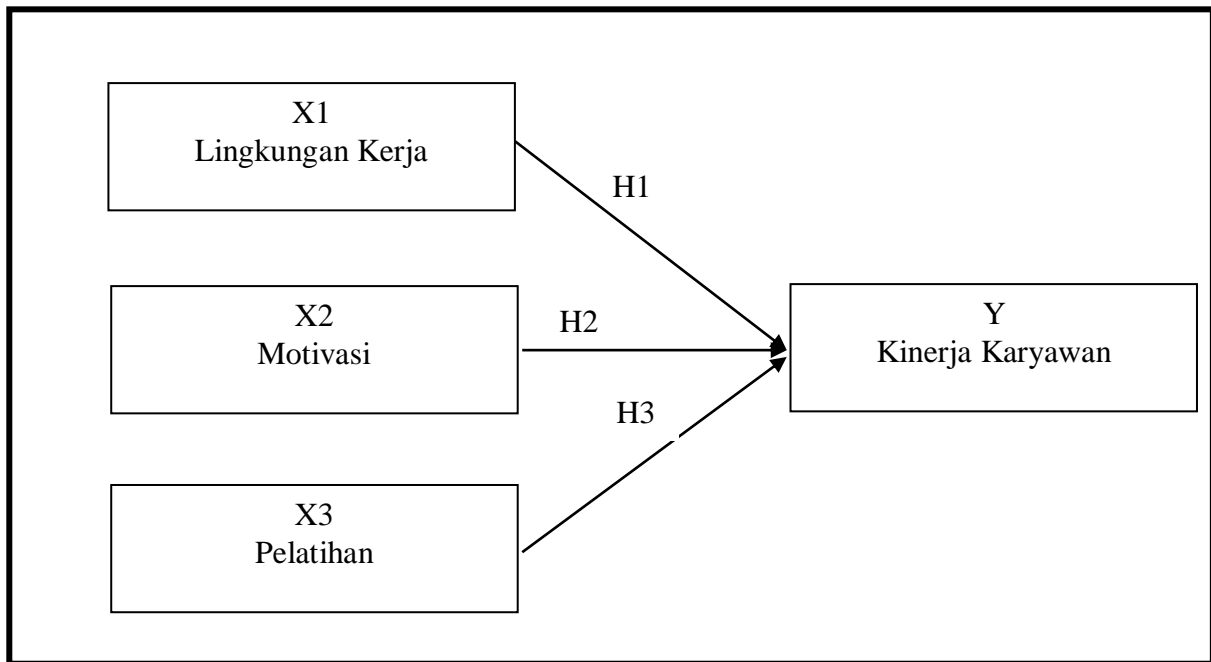 X1
Lingkungan Kerja
H1
X2
Motivasi
H2
Y
Kinerja Karyawan
H3
X3
Pelatihan